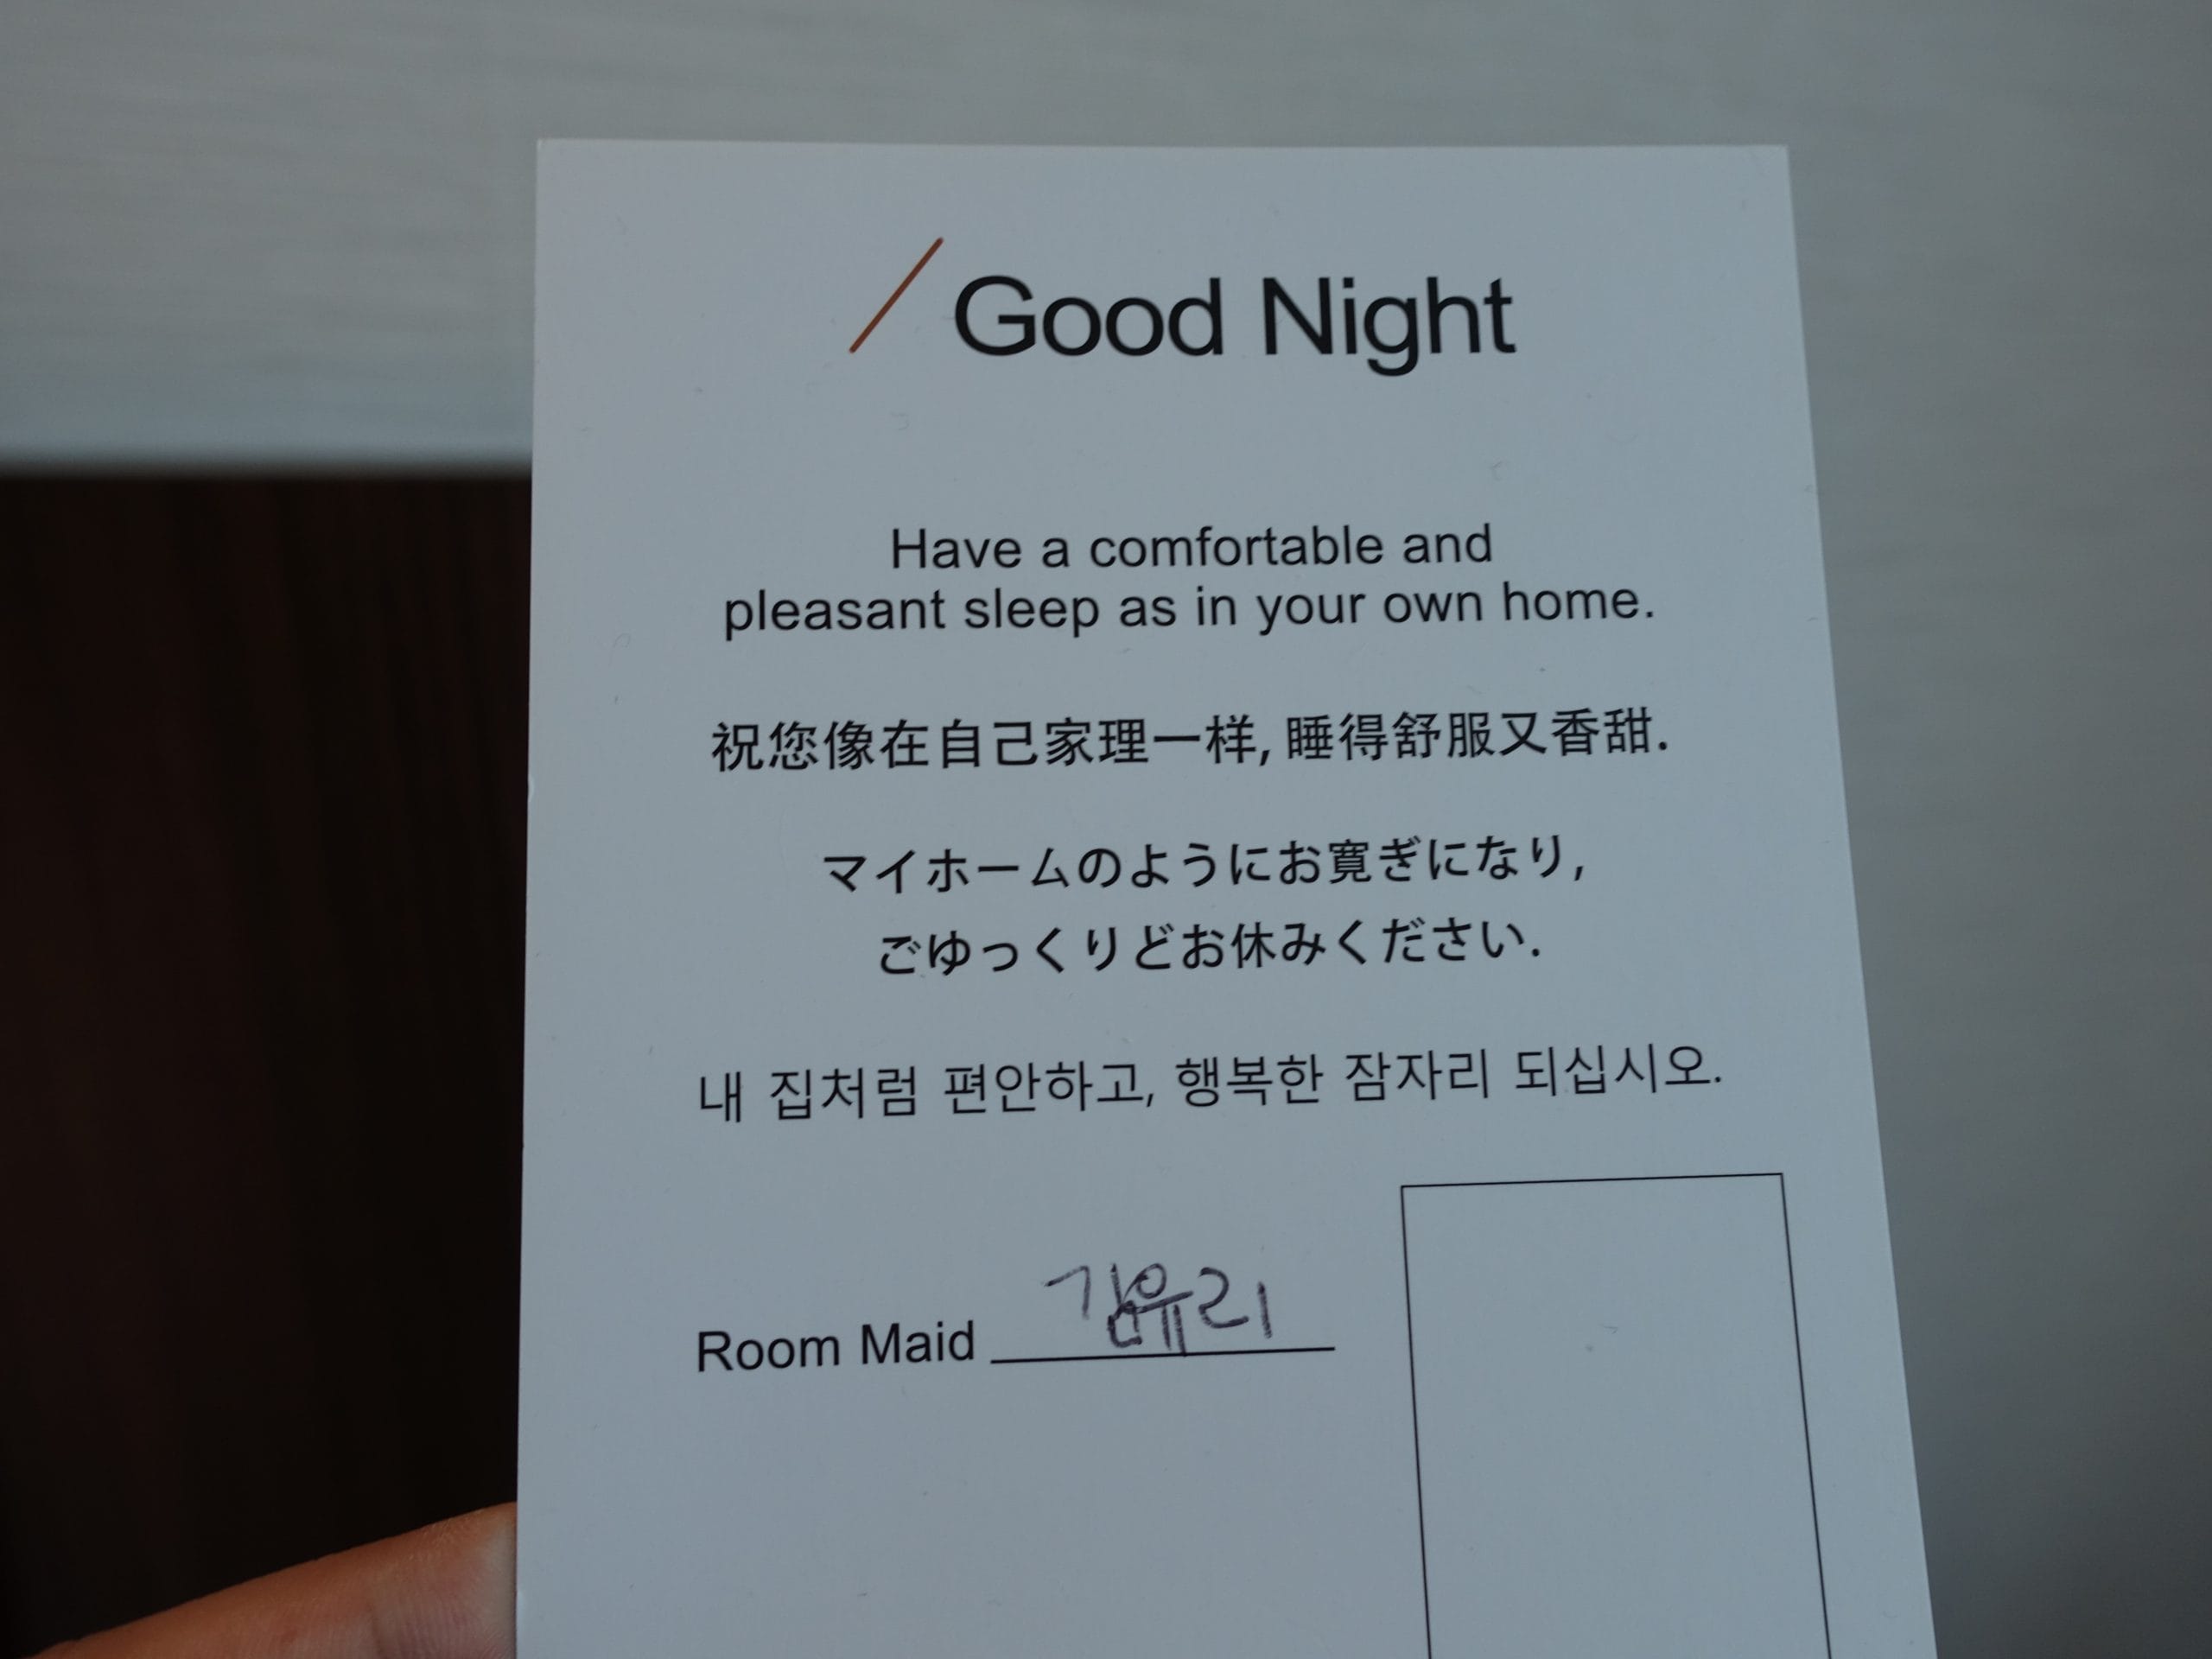 Good Night
Have a comfortable and
pleasant sleep as in your own home.
祝您像在自己家理一样, 睡得舒服又香甜.
マイホームのようにお寛ぎになり,
ごゆっくりどお休みください.
내 집처럼 편안하고, 행복한 잠자리 되십시오.
Room Maid 김유리